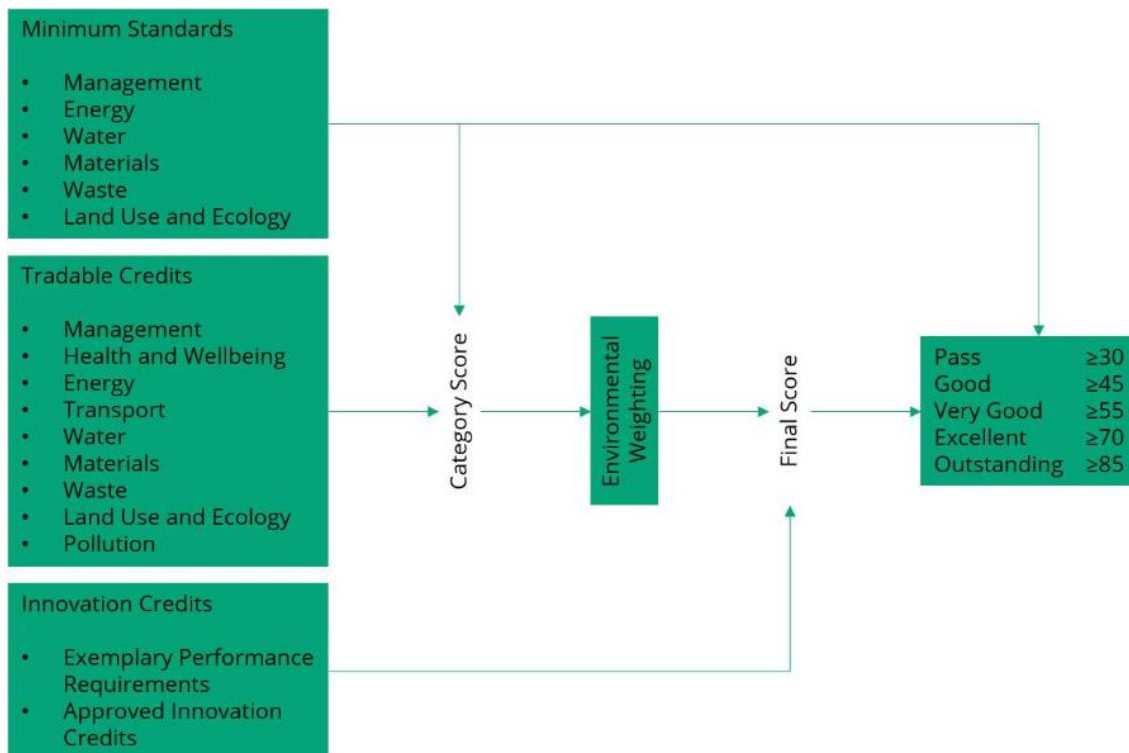 Minimum Standards
• Management
• Energy
• Water
• Materials
• Waste
• Land Use and Ecology
Tradable Credits
• Management
• Health and Wellbeing
• Energy
• Transport
• Water
• Materials
• Waste
• Land Use and Ecology
• Pollution
Innovation Credits
• Exemplary Performance
Requirements
• Approved Innovation
Credits
Category Score
Environmental
Weighting
Final Score
Pass ≥30
Good ≥45
Very Good ≥55
Excellent ≥70
Outstanding ≥85